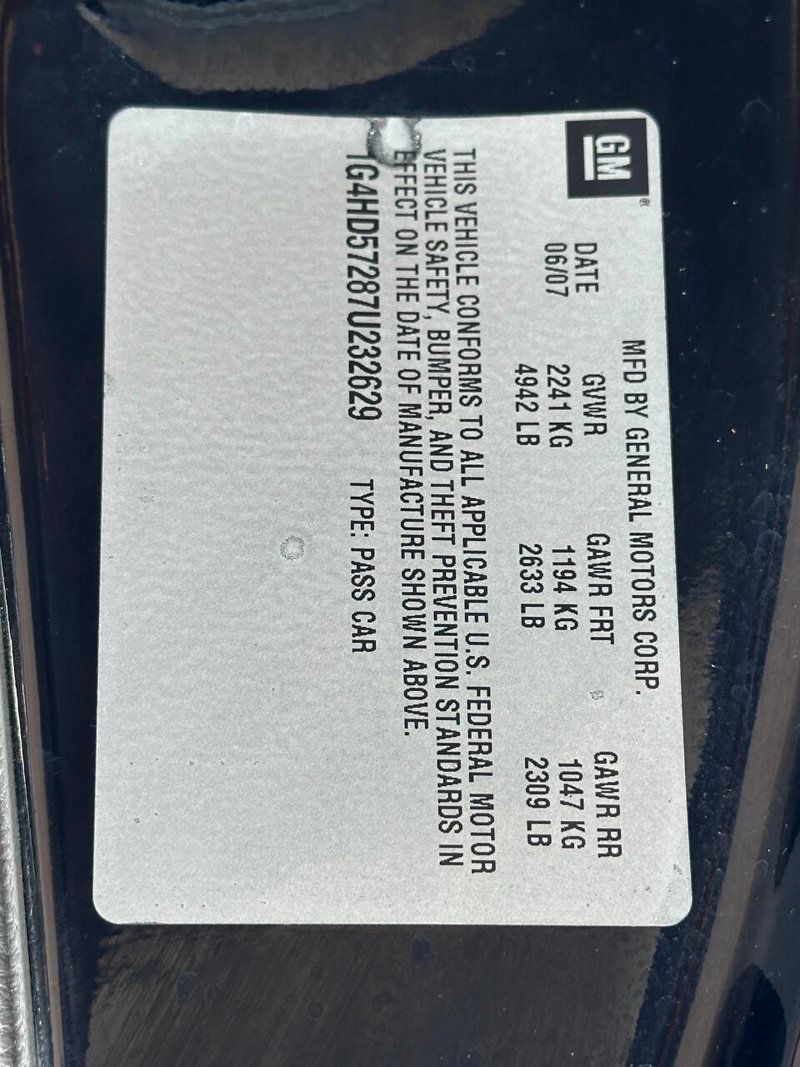 GM®
MFD BY GENERAL MOTORS CORP.
DATE GVWR GAWR FRT GAWR RR
06/07 2241 KG 1194 KG 1047 KG
4942 LB 2633 LB 2309 LB
THIS VEHICLE CONFORMS TO ALL APPLICABLE U.S. FEDERAL MOTOR
VEHICLE SAFETY, BUMPER, AND THEFT PREVENTION STANDARDS IN
EFFECT ON THE DATE OF MANUFACTURE SHOWN ABOVE.
1G4HD57287U232629 TYPE: PASS CAR